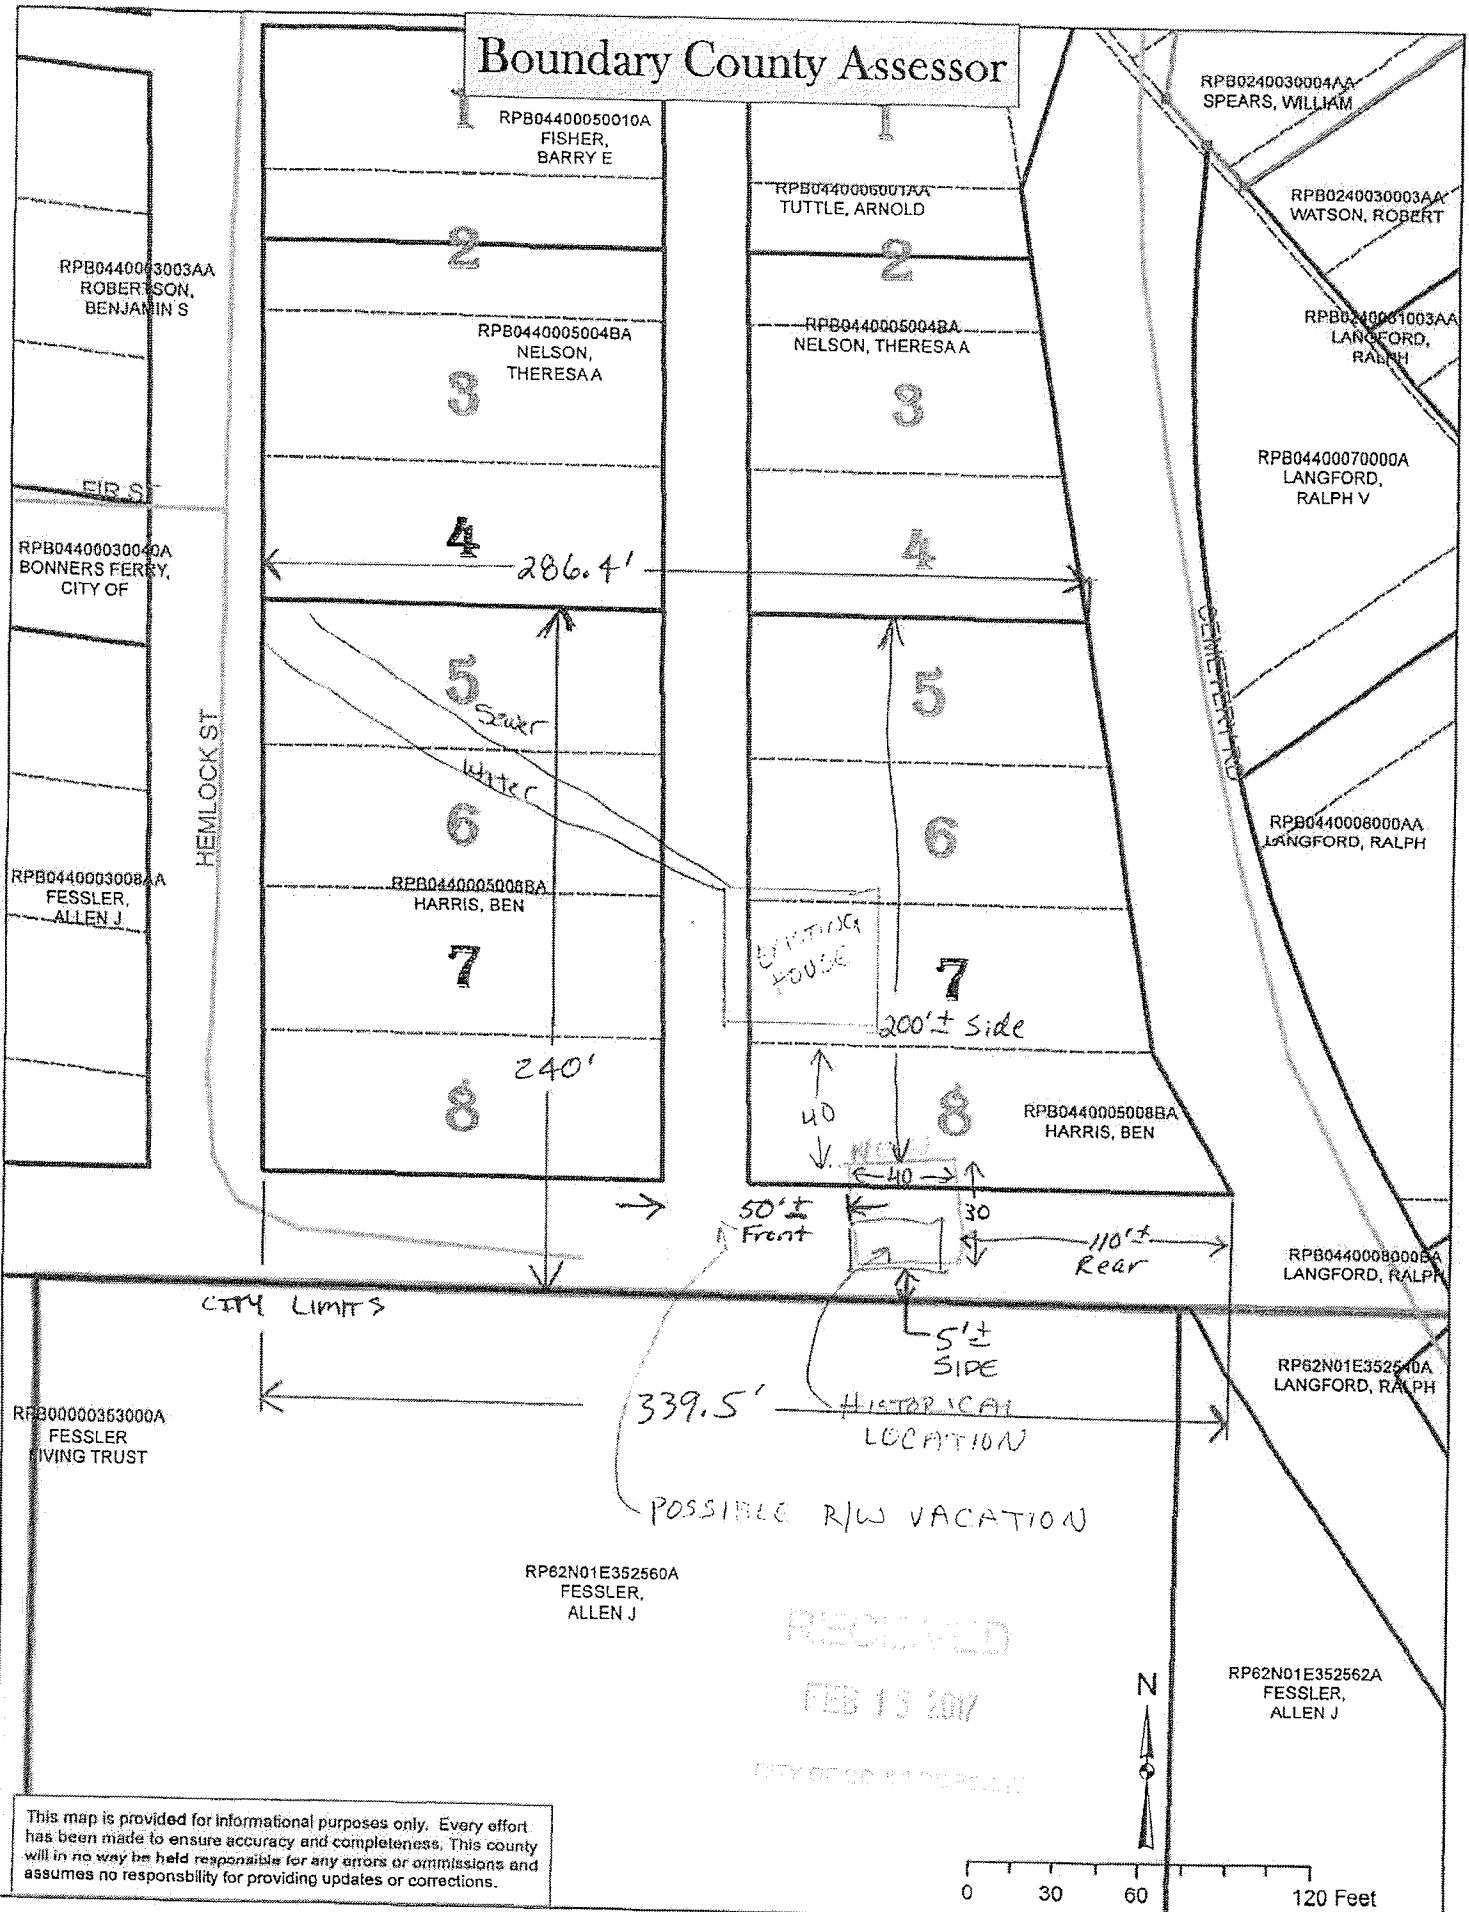 Boundary County Assessor
1
RPB04400050010A
FISHER,
BARRY E
1
RPB0440006001AA
TUTTLE, ARNOLD
RPB0240030004AA
SPEARS, WILLIAM
RPB0240030003AA
WATSON, ROBERT
2
2
RPB0440003003AA
ROBERTSON,
BENJAMIN S
RPB0440005004BA
NELSON,
THERESA A
RPB0440005004BA
NELSON, THERESA A
RPB0240031003AA
LANGFORD,
RALPH
3
3
RPB04400070000A
LANGFORD,
RALPH V
FIR ST
RPB04400030040A
BONNERS FERRY,
CITY OF
4
4
286.4'
CEMETERY RD
HEMLOCK ST
5
5
Sewer
Water
6
6
RPB0440008000AA
LANGFORD, RALPH
RPB0440003008AA
FESSLER,
ALLEN J
RPB0440005008BA
HARRIS, BEN
EXISTING
HOUSE
7
7
200'± Side
240'
8
8
40
RPB0440005008BA
HARRIS, BEN
NEW
40
30
50'±
Front
110'±
Rear
RPB0440008000BA
LANGFORD, RALPH
CITY LIMITS
5'±
SIDE
RP62N01E352540A
LANGFORD, RALPH
339.5'
HISTORICAL
LOCATION
RPB00000353000A
FESSLER
LIVING TRUST
POSSIBLE R/W VACATION
RP62N01E352560A
FESSLER,
ALLEN J
RECEIVED
FEB 13 2017
CITY OF
N
RP62N01E352562A
FESSLER,
ALLEN J
This map is provided for informational purposes only. Every effort
has been made to ensure accuracy and completeness. This county
will in no way be held responsible for any errors or ommissions and
assumes no responsbility for providing updates or corrections.
0 30 60 120 Feet